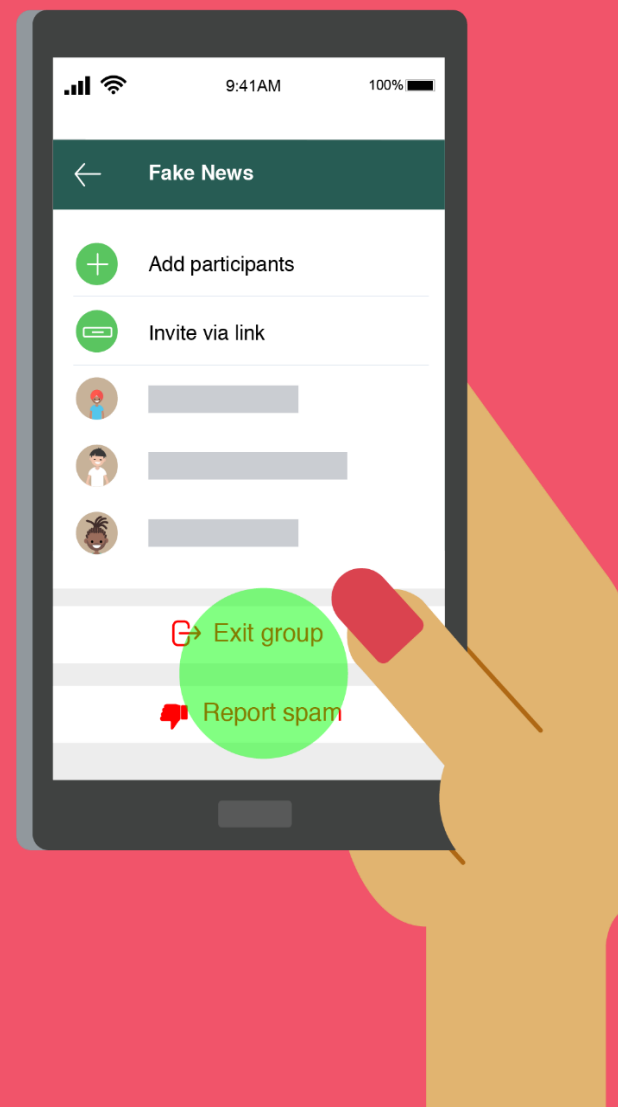 9:41AM
100%
Fake News
Add participants
Invite via link
Exit group
Report spam